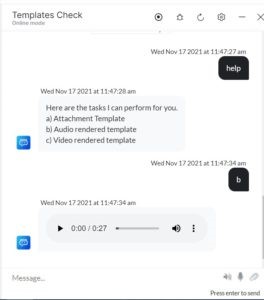 Templates Check
Online mode
Wed Nov 17 2021 at 11:47:27 am
help
Wed Nov 17 2021 at 11:47:28 am
Here are the tasks I can perform for you.
a) Attachment Template
b) Audio rendered template
c) Video rendered template
Wed Nov 17 2021 at 11:47:34 am
b
Wed Nov 17 2021 at 11:47:34 am
0:00 / 0:27
Message...
Press enter to send